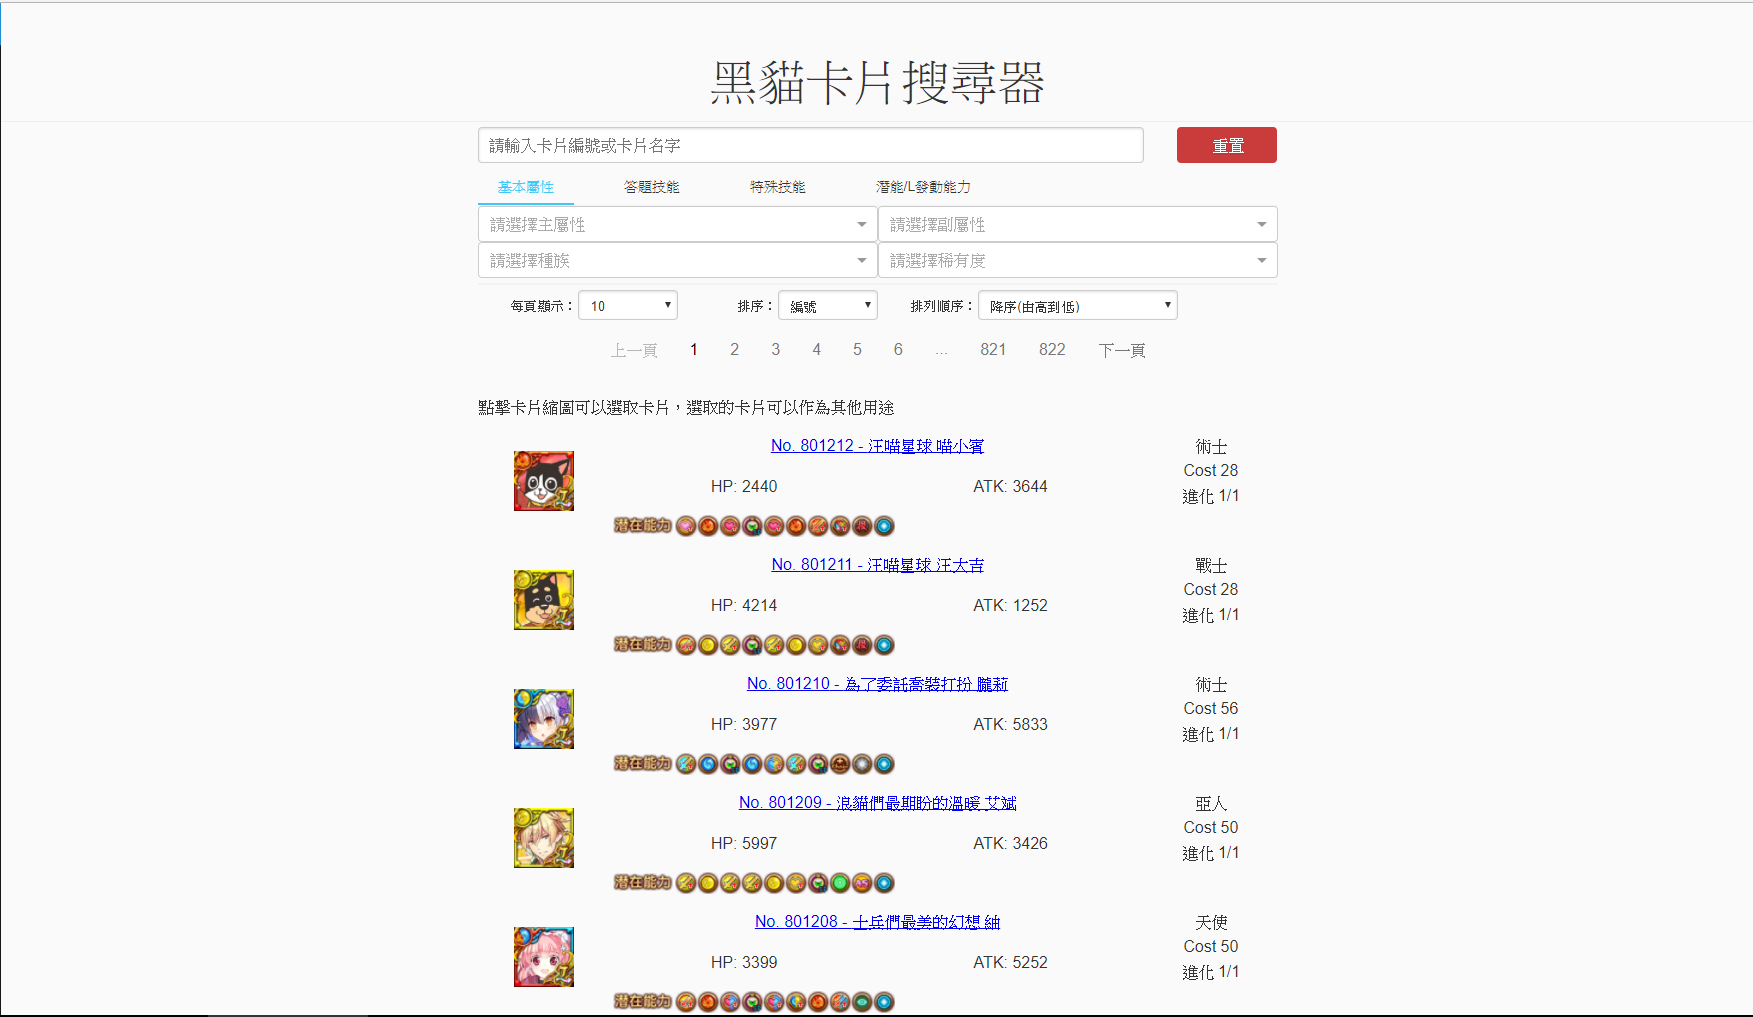 黑貓卡片搜尋器
請輸入卡片編號或卡片名字 重置
基本屬性 答題技能 特殊技能 潛能/L發動能力
請選擇主屬性 請選擇副屬性
請選擇種族 請選擇稀有度
每頁顯示： 10 排序： 編號 排列順序： 降序(由高到低)
上一頁 1 2 3 4 5 6 ... 821 822 下一頁
點擊卡片縮圖可以選取卡片，選取的卡片可以作為其他用途
No. 801212 - 汪喵星球 喵小賓 術士
HP: 2440 ATK: 3644 Cost 28
進化 1/1
潛在能力
No. 801211 - 汪喵星球 汪大吉 戰士
HP: 4214 ATK: 1252 Cost 28
進化 1/1
潛在能力
No. 801210 - 為了委託喬裝打扮 朧莉 術士
HP: 3977 ATK: 5833 Cost 56
進化 1/1
潛在能力
No. 801209 - 浪貓們最期盼的溫暖 艾斌 亞人
HP: 5997 ATK: 3426 Cost 50
進化 1/1
潛在能力
No. 801208 - 士兵們最美的幻想 紬 天使
HP: 3399 ATK: 5252 Cost 50
進化 1/1
潛在能力